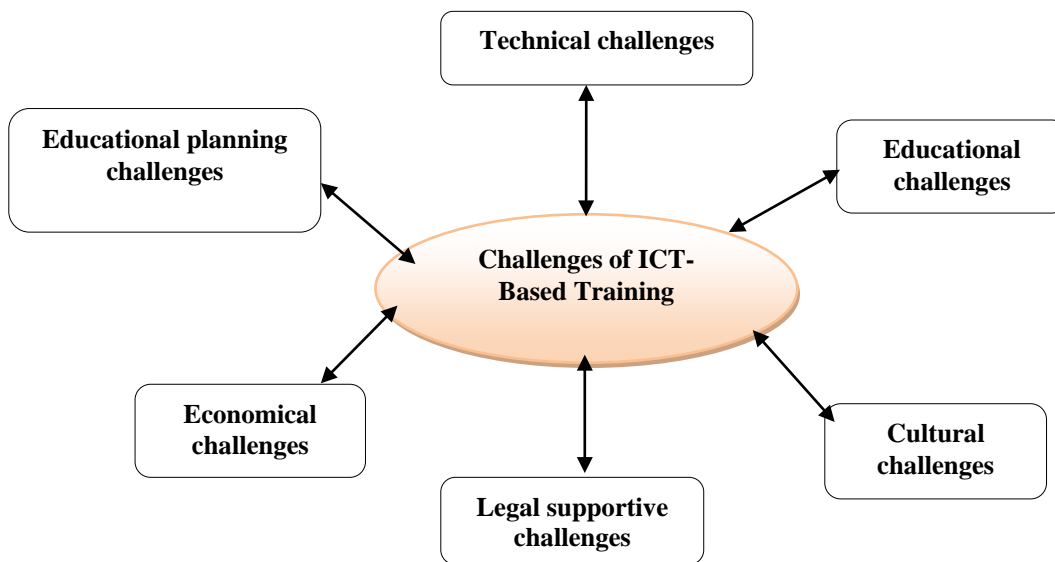 Technical challenges
Educational planning
challenges
Educational
challenges
Challenges of ICT-
Based Training
Economical
challenges
Cultural
challenges
Legal supportive
challenges